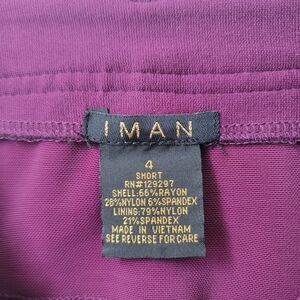 IMAN
4
SHORT
RN#129297
SHELL:66%RAYON
28%NYLON 6%SPANDEX
LINING:79%NYLON
21%SPANDEX
MADE IN VIETNAM
SEE REVERSE FOR CARE